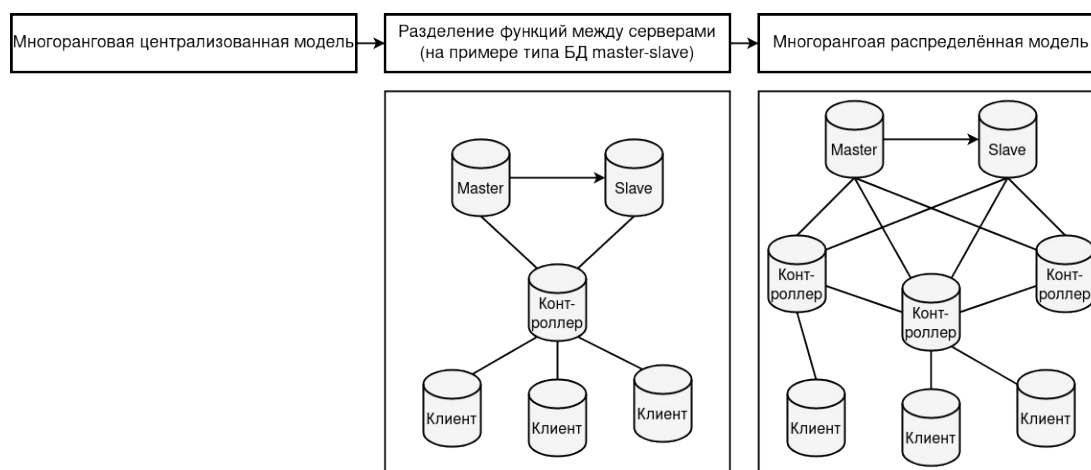 Многоранговая централизованная модель
Разделение функций между серверами
(на примере типа БД master-slave)
Многорангоая распределённая модель
Master
Slave
Конт-
роллер
Клиент
Клиент
Клиент
Master
Slave
Конт-
роллер
Конт-
роллер
Конт-
роллер
Клиент
Клиент
Клиент